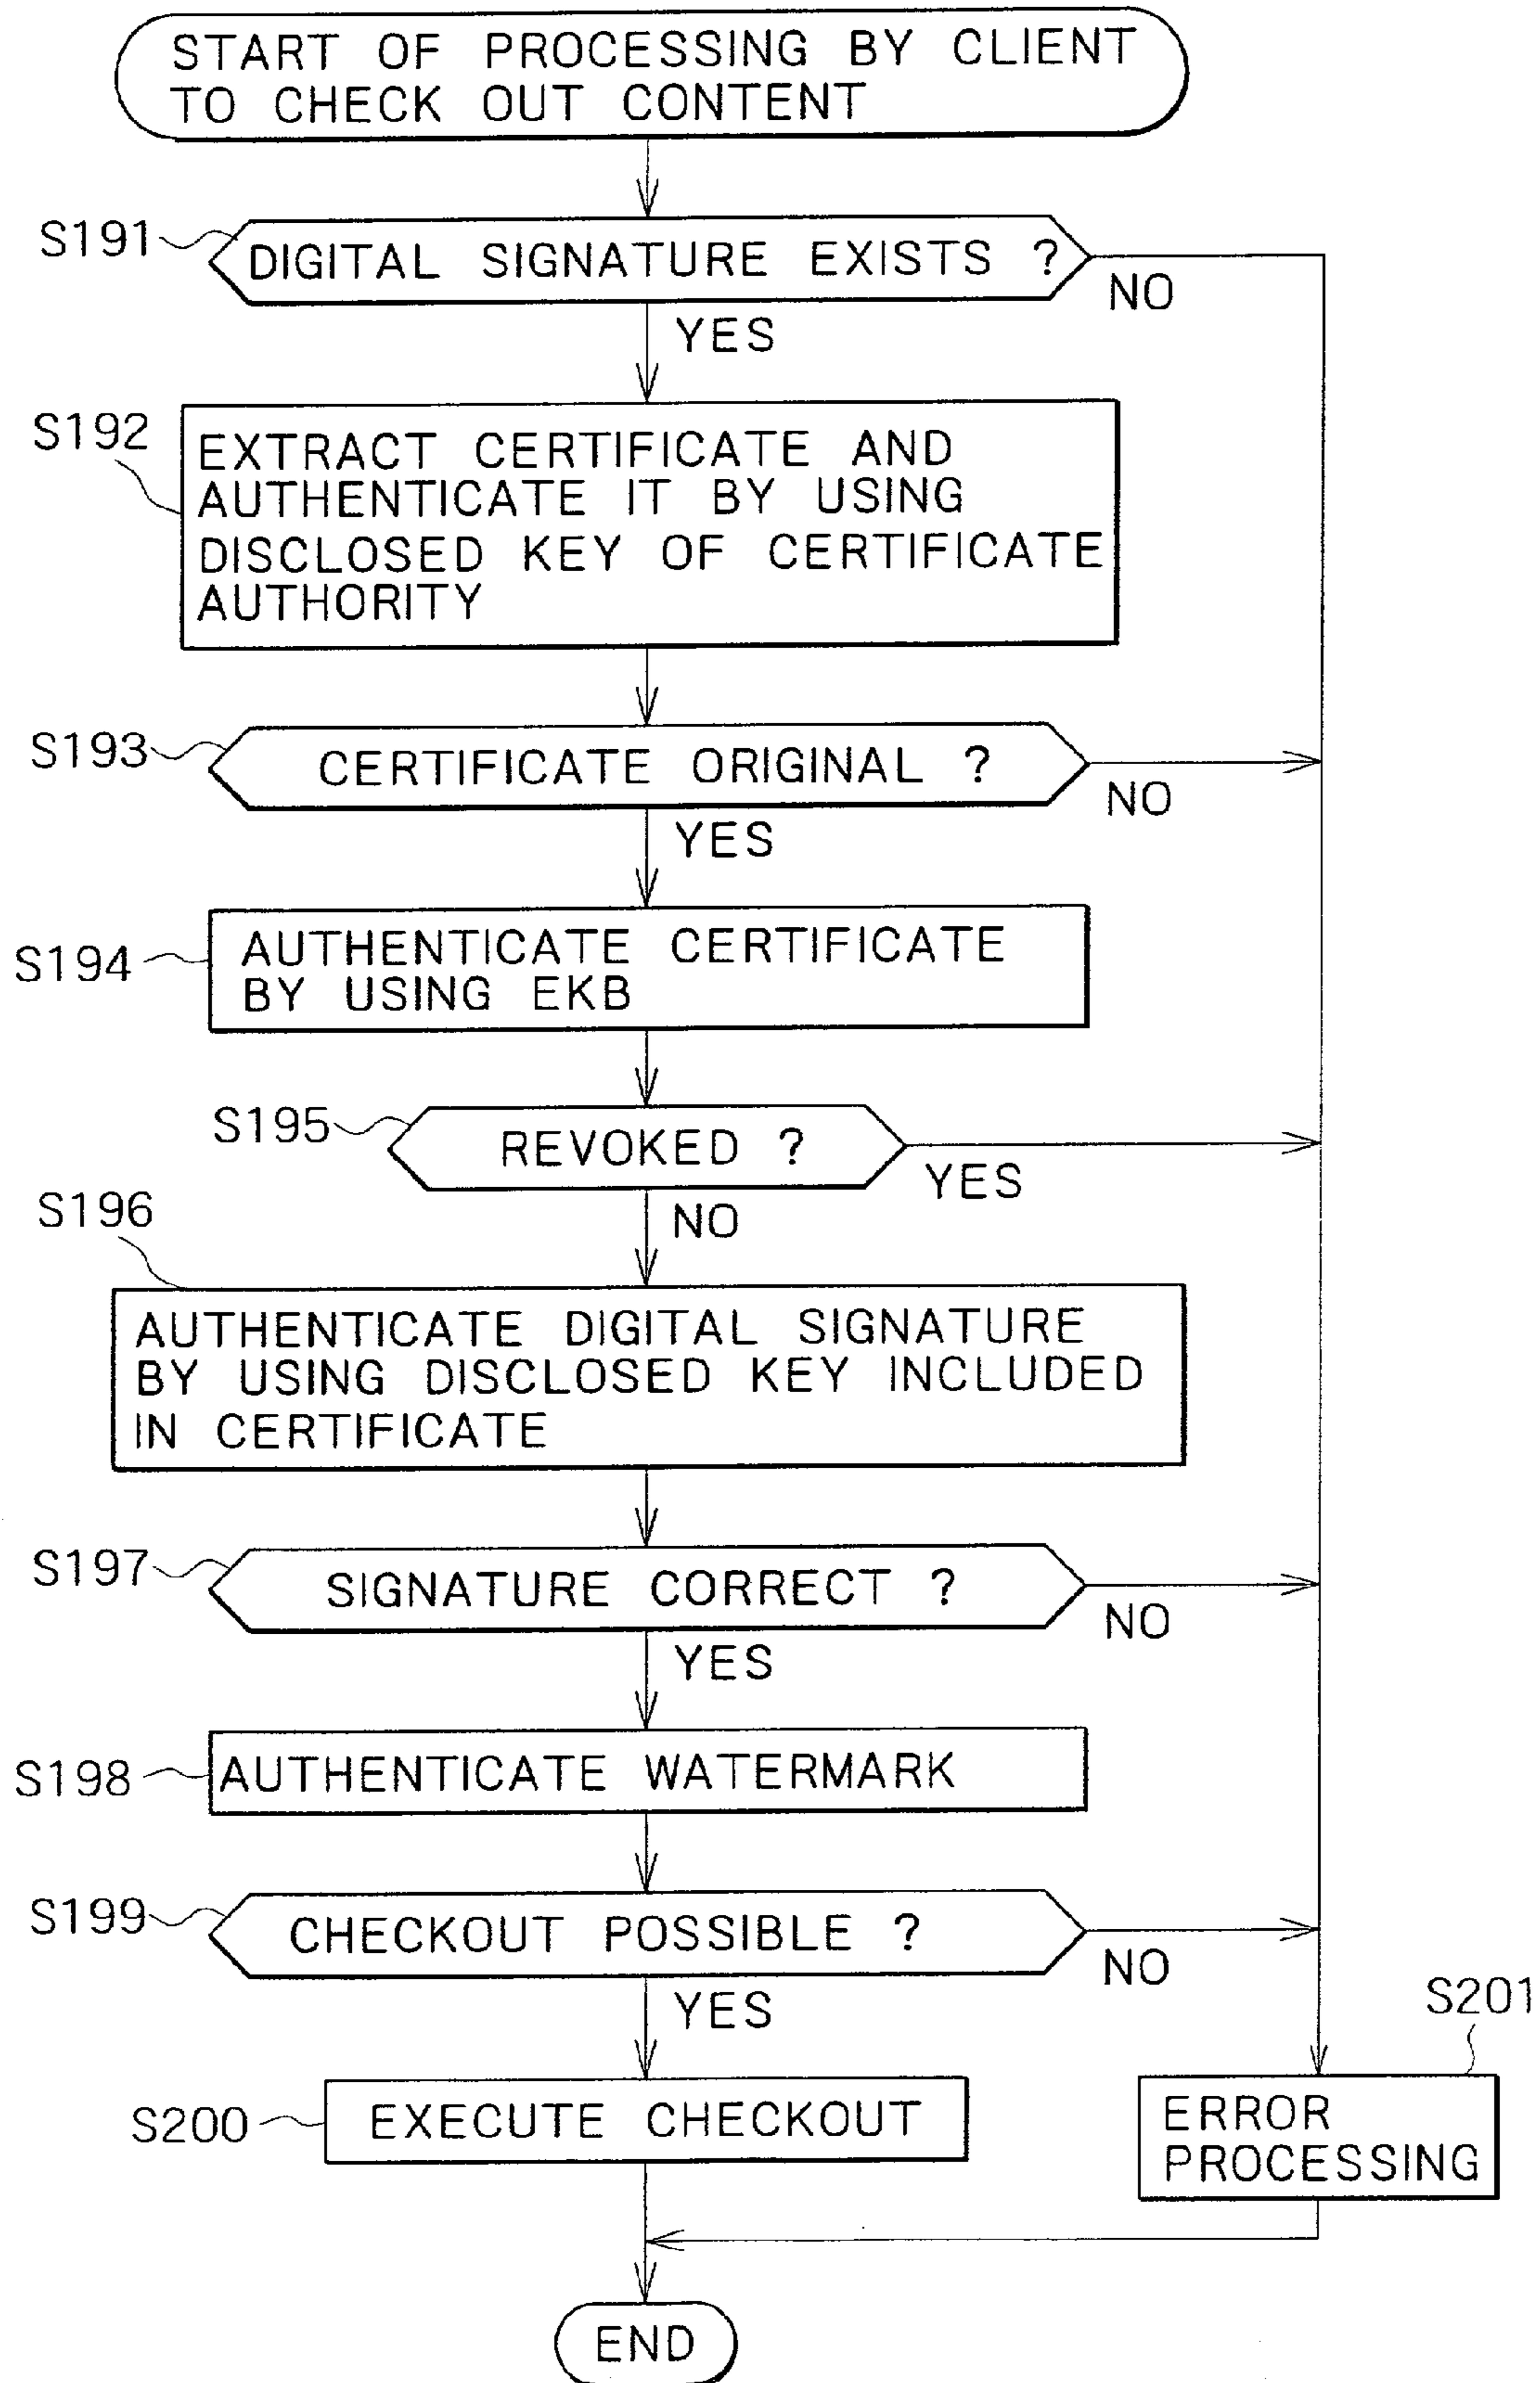 START OF PROCESSING BY CLIENT
TO CHECK OUT CONTENT
S191
DIGITAL SIGNATURE EXISTS ?
NO
YES
S192
EXTRACT CERTIFICATE AND
AUTHENTICATE IT BY USING
DISCLOSED KEY OF CERTIFICATE
AUTHORITY
S193
CERTIFICATE ORIGINAL ?
NO
YES
S194
AUTHENTICATE CERTIFICATE
BY USING EKB
S195
REVOKED ?
YES
NO
S196
AUTHENTICATE DIGITAL SIGNATURE
BY USING DISCLOSED KEY INCLUDED
IN CERTIFICATE
S197
SIGNATURE CORRECT ?
NO
YES
S198
AUTHENTICATE WATERMARK
S199
CHECKOUT POSSIBLE ?
NO
YES
S201
S200
EXECUTE CHECKOUT
ERROR
PROCESSING
END